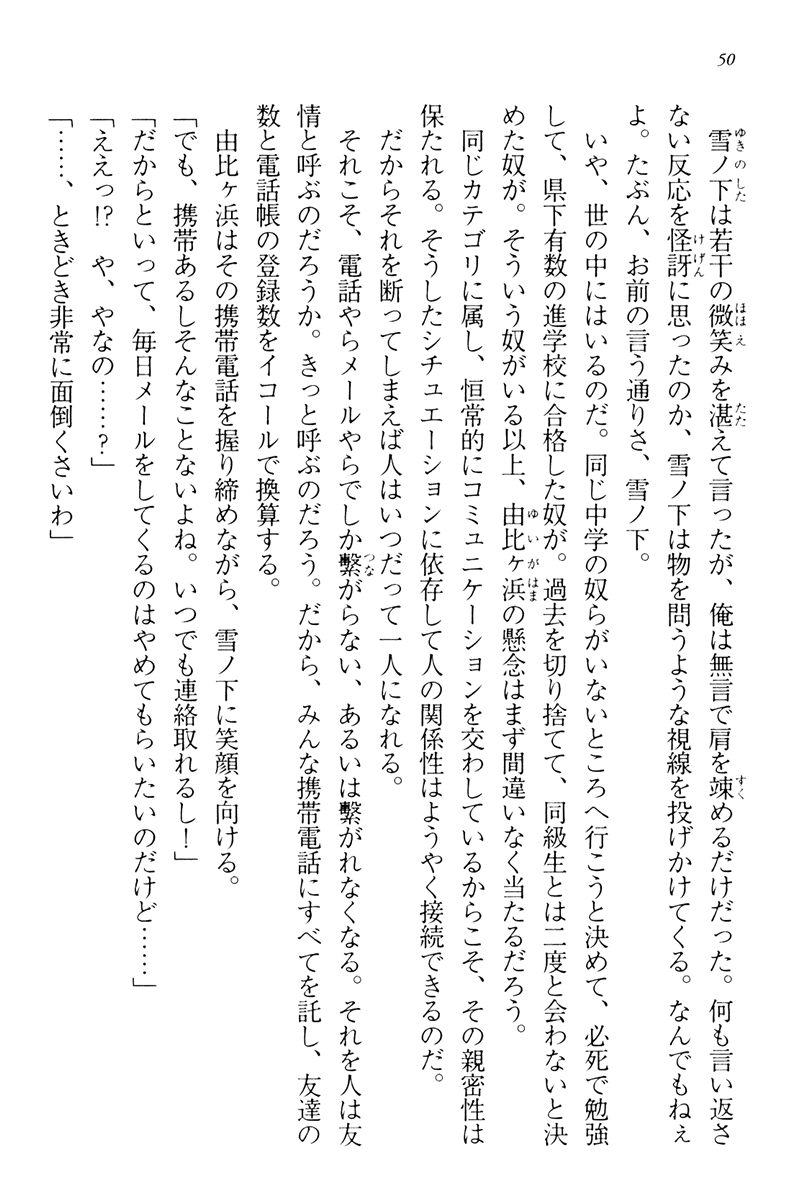 50
雪ノ下は若干の微笑みを湛えて言ったが、俺は無言で肩を竦めるだけだった。何も言い返さ
ない反応を怪訝に思ったのか、雪ノ下は物を問うような視線を投げかけてくる。なんでもねぇ
よ。たぶん、お前の言う通りさ、雪ノ下。
いや、世の中にはいるのだ。同じ中学の奴らがいないところへ行こうと決めて、必死で勉強
して、県下有数の進学校に合格した奴が。過去を切り捨てて、同級生とは二度と会わないと決
めた奴が。そういう奴がいる以上、由比ヶ浜の懸念はまず間違いなく当たるだろう。
同じカテゴリに属し、恒常的にコミュニケーションを交わしているからこそ、その親密性は
保たれる。そうしたシチュエーションに依存して人の関係性はようやく接続できるのだ。
だからそれを断ってしまえば人はいつだって一人になれる。
それこそ、電話やらメールやらでしか繫がらない、あるいは繫がれなくなる。それを人は友
情と呼ぶのだろうか。きっと呼ぶのだろう。だから、みんな携帯電話にすべてを託し、友達の
数と電話帳の登録数をイコールで換算する。
由比ヶ浜はその携帯電話を握り締めながら、雪ノ下に笑顔を向ける。
「でも、携帯あるしそんなことないよね。いつでも連絡取れるし！」
「だからといって、毎日メールをしてくるのはやめてもらいたいのだけど……」
「ええっ!?　や、やなの……？」
「……、ときどき非常に面倒くさいわ」